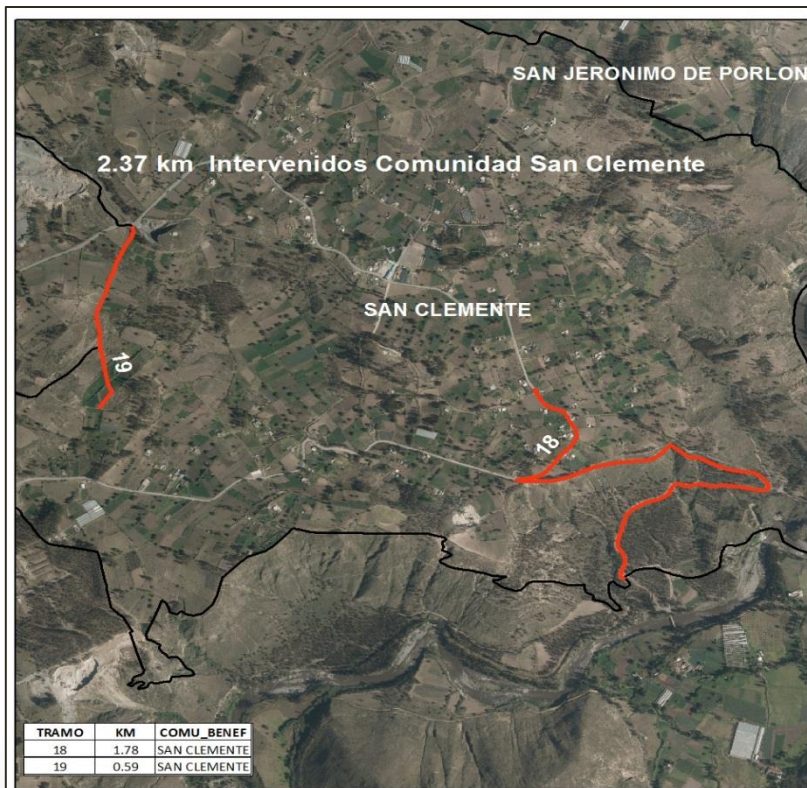 SAN JERONIMO DE PORLON
2.37 km Intervenidos Comunidad San Clemente
SAN CLEMENTE
19
18
TRAMO KM COMU_BENEF
18 1.78 SAN CLEMENTE
19 0.59 SAN CLEMENTE